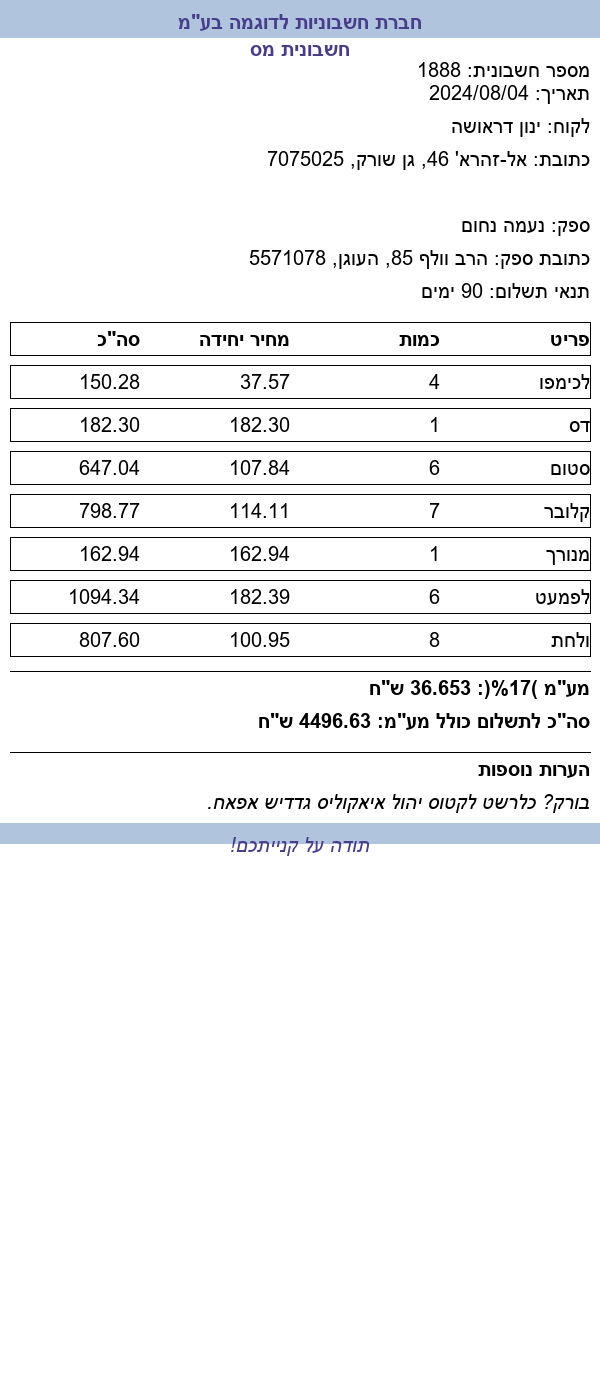 חברת חשבוניות לדוגמה בע"מ
חשבונית מס
מספר חשבונית: 1888
תאריך: 2024/08/04
לקוח: ינון דראושה
כתובת: אל-זהרא' 46, גן שורק, 7075025
ספק: נעמה נחום
כתובת ספק: הרב וולף 85, העוגן, 5571078
תנאי תשלום: 90 ימים
פריט כמות מחיר יחידה סה"כ
לכימפו 4 37.57 150.28
דס 1 182.30 182.30
סטום 6 107.84 647.04
קלובר 7 114.11 798.77
מנורך 1 162.94 162.94
לפמעט 6 182.39 1094.34
ולחת 8 100.95 807.60
מע"מ )17%(: 36.653 ש"ח
סה"כ לתשלום כולל מע"מ: 4496.63 ש"ח
הערות נוספות
בורק? כלרשט לקטוס יהול איאקוליס גדדיש אפאח.
תודה על קנייתכם!